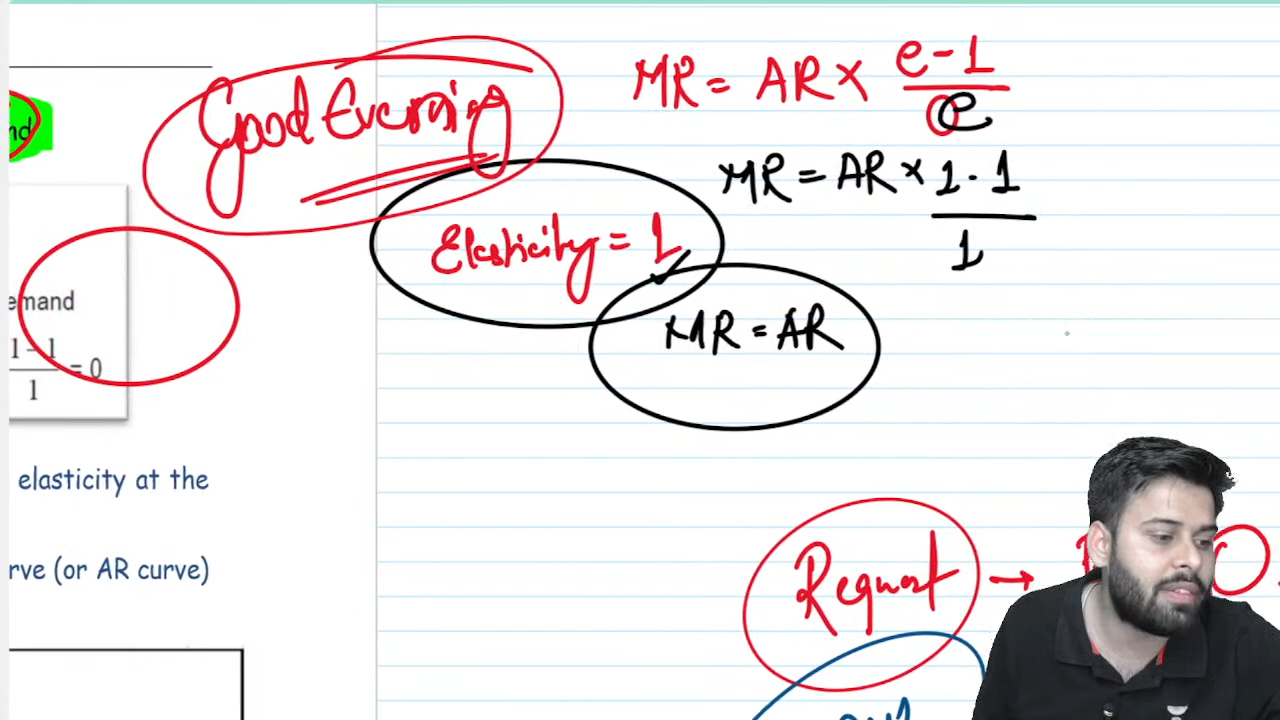 Good Evening
MR = AR × e - 1
e
MR = AR × 1 - 1
1
Elasticity = 1
MR = AR
emand
1 - 1
= 0
1
elasticity at the
rve (or AR curve)
Request →